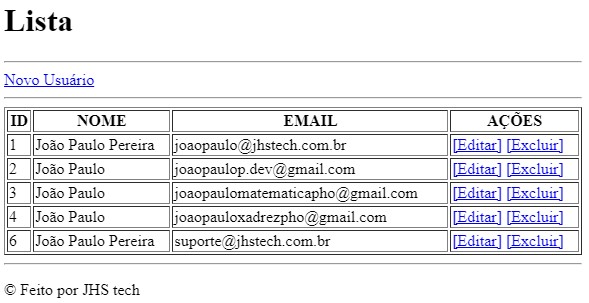 Lista
Novo Usuário
ID NOME EMAIL AÇÕES
1 João Paulo Pereira joaopaulo@jhstech.com.br [Editar] [Excluir]
2 João Paulo joaopaulop.dev@gmail.com [Editar] [Excluir]
3 João Paulo joaopaulomatematicapho@gmail.com [Editar] [Excluir]
4 João Paulo joaopauloxadrezpho@gmail.com [Editar] [Excluir]
6 João Paulo Pereira suporte@jhstech.com.br [Editar] [Excluir]
© Feito por JHS tech